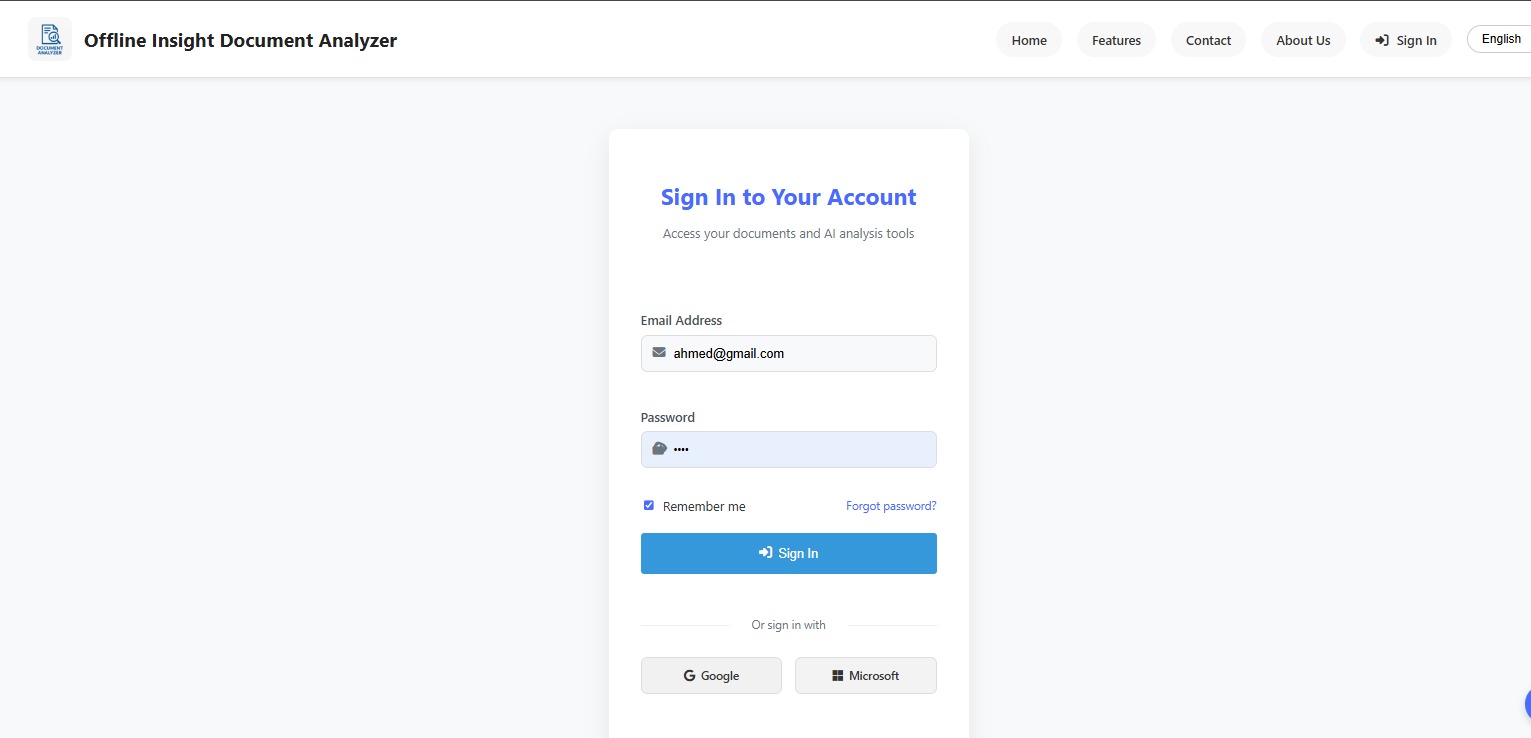 DOCUMENT
ANALYZER
Offline Insight Document Analyzer
Home
Features
Contact
About Us
Sign In
English
Sign In to Your Account
Access your documents and AI analysis tools
Email Address
ahmed@gmail.com
Password
••••
Remember me
Forgot password?
Sign In
Or sign in with
Google
Microsoft